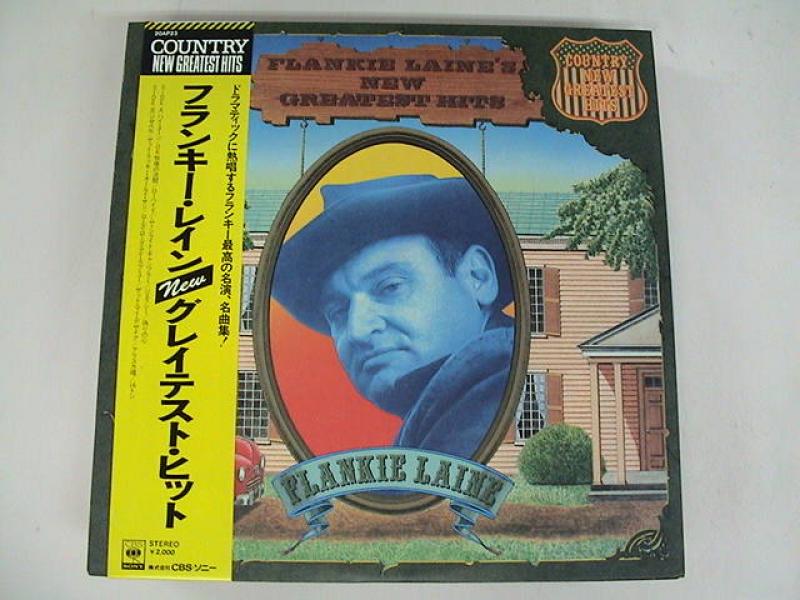 20AP23
COUNTRY
NEW GREATEST HITS
ドラマティックに熱唱するフランキー最高の名演、名曲集!
フランキー・レイン New グレイテスト・ヒット
CBS
SONY
STEREO
¥2,000
株式会社 CBS・ソニー
FLANKIE LAINE'S
NEW
GREATEST HITS
COUNTRY
NEW
GREATEST
HITS
FLANKIE LAINE